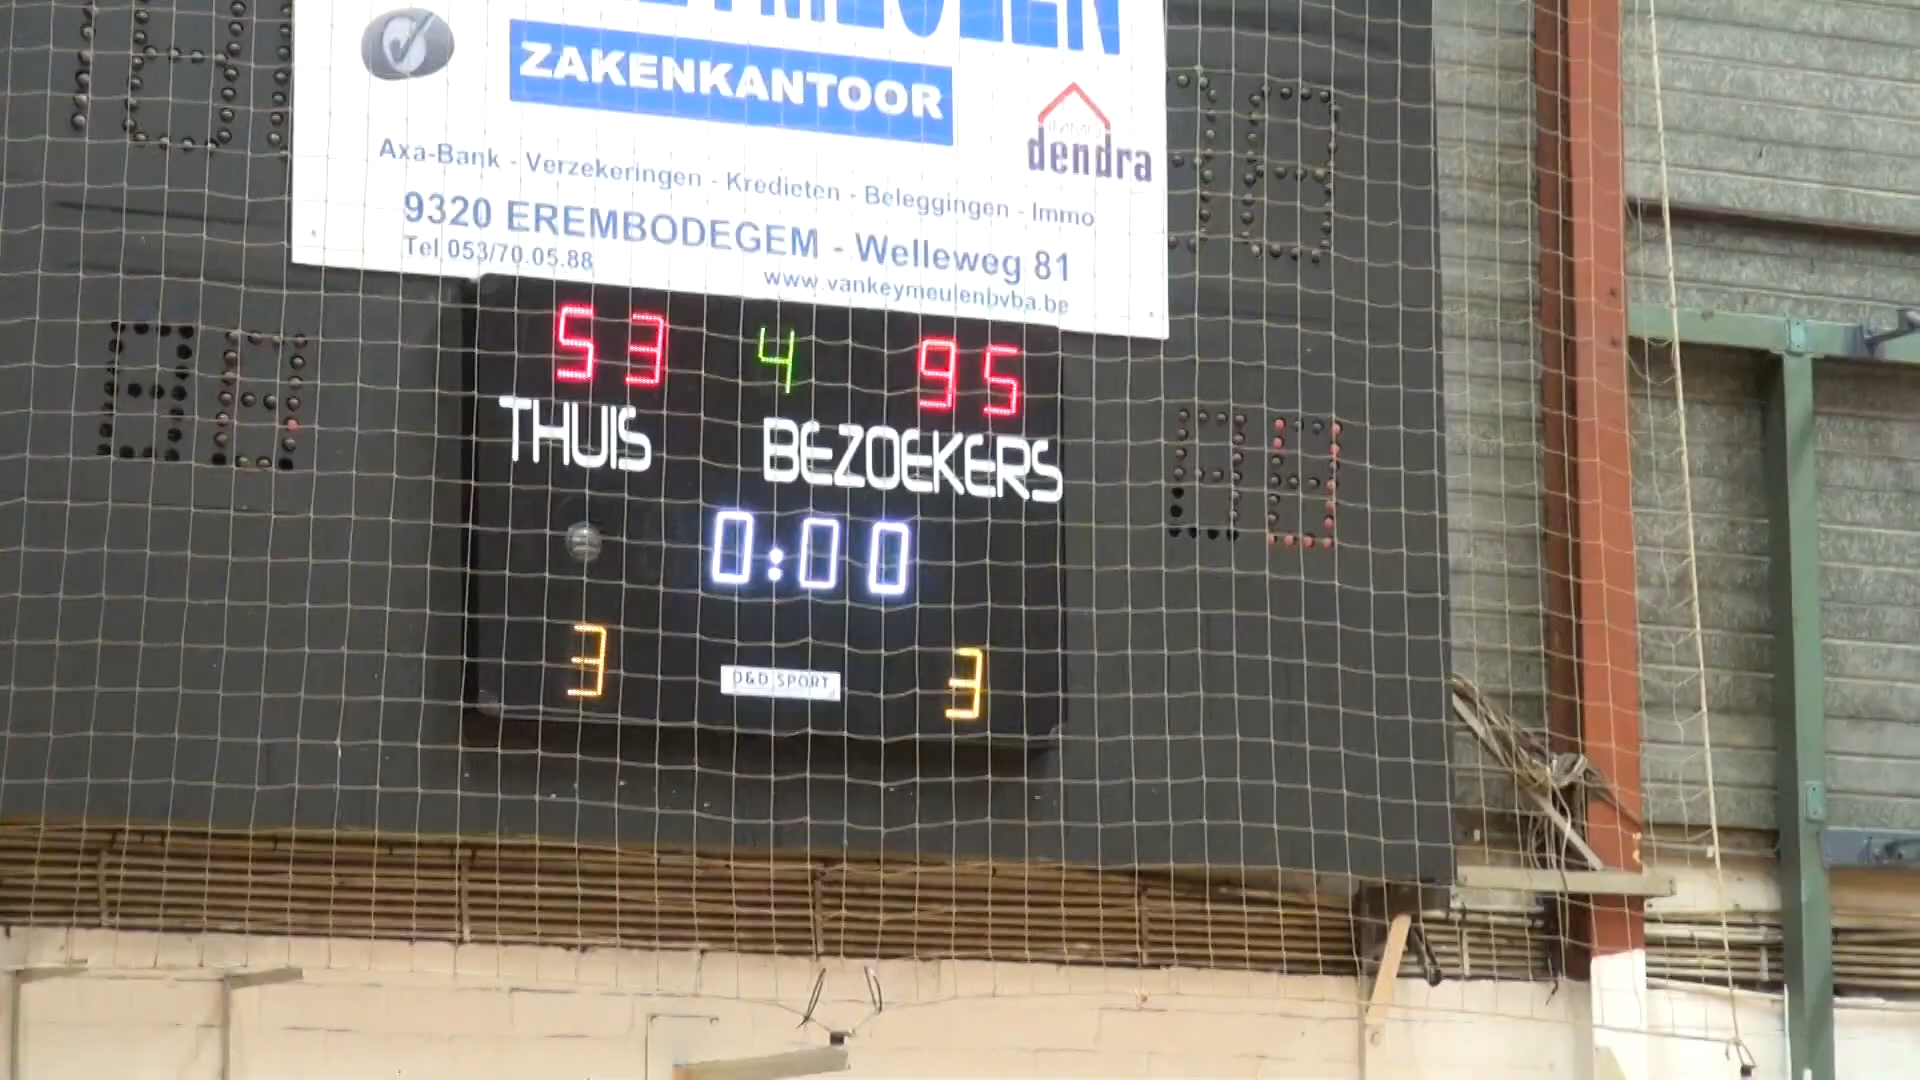 ZAKENKANTOOR
dendra
Axa-Bank - Verzekeringen - Kredieten - Beleggingen - Immo
9320 EREMBODEGEM - Welleweg 81
Tel 053/70.05.88
www.vankeymeulenbvba.be
53 4 95
THUIS BEZOEKERS
0:00
3 3
D&D SPORT